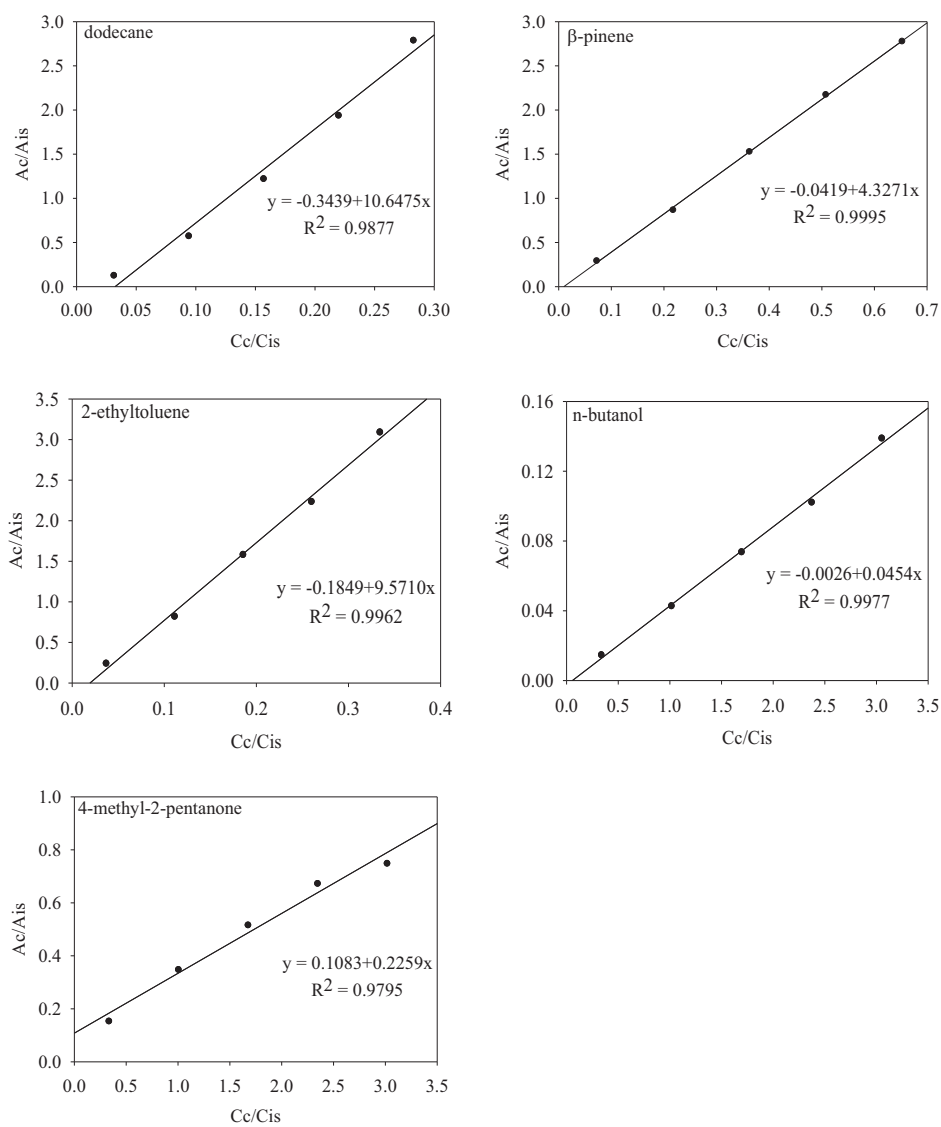 dodecane
3.0
2.5
2.0
1.5
1.0
0.5
0.0
Ac/Ais
y = -0.3439+10.6475x
R2 = 0.9877
0.00 0.05 0.10 0.15 0.20 0.25 0.30
Cc/Cis
β-pinene
3.0
2.5
2.0
1.5
1.0
0.5
0.0
Ac/Ais
y = -0.0419+4.3271x
R2 = 0.9995
0.0 0.1 0.2 0.3 0.4 0.5 0.6 0.7
Cc/Cis
2-ethyltoluene
3.5
3.0
2.5
2.0
1.5
1.0
0.5
0.0
Ac/Ais
y = -0.1849+9.5710x
R2 = 0.9962
0.0 0.1 0.2 0.3 0.4
Cc/Cis
n-butanol
0.16
0.12
0.08
0.04
0.00
Ac/Ais
y = -0.0026+0.0454x
R2 = 0.9977
0.0 0.5 1.0 1.5 2.0 2.5 3.0 3.5
Cc/Cis
4-methyl-2-pentanone
1.0
0.8
0.6
0.4
0.2
0.0
Ac/Ais
y = 0.1083+0.2259x
R2 = 0.9795
0.0 0.5 1.0 1.5 2.0 2.5 3.0 3.5
Cc/Cis